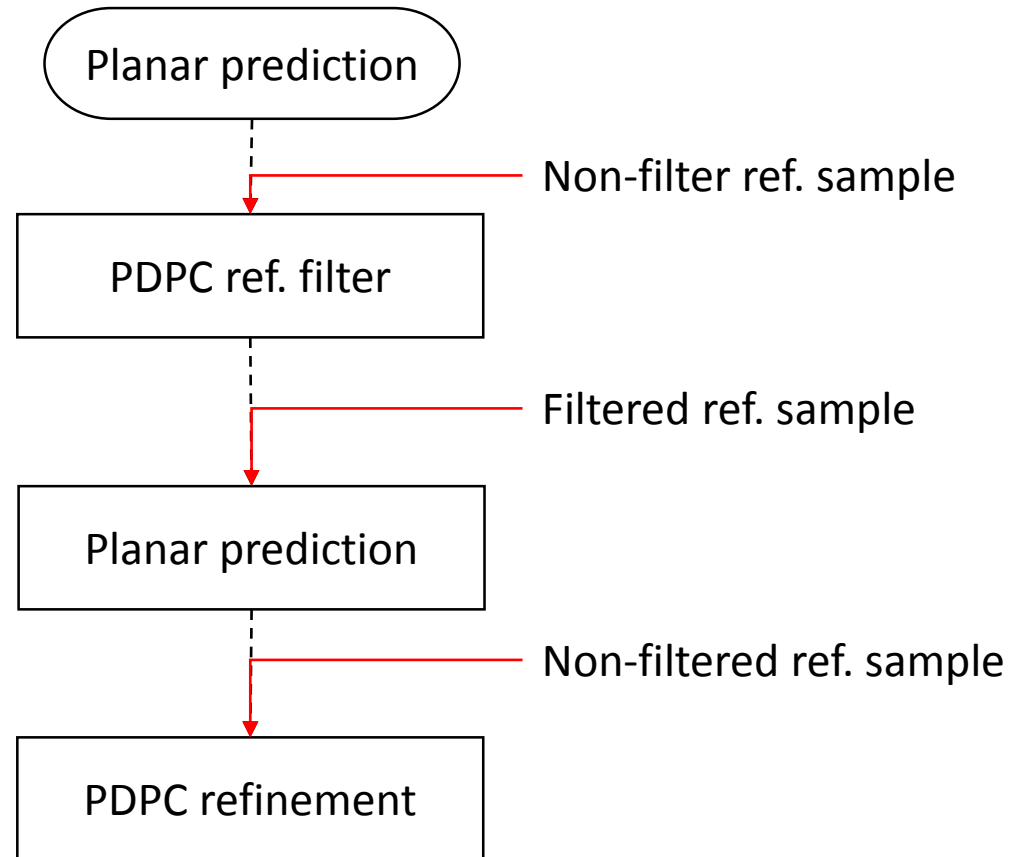 Planar prediction
Non-filter ref. sample
PDPC ref. filter
Filtered ref. sample
Planar prediction
Non-filtered ref. sample
PDPC refinement